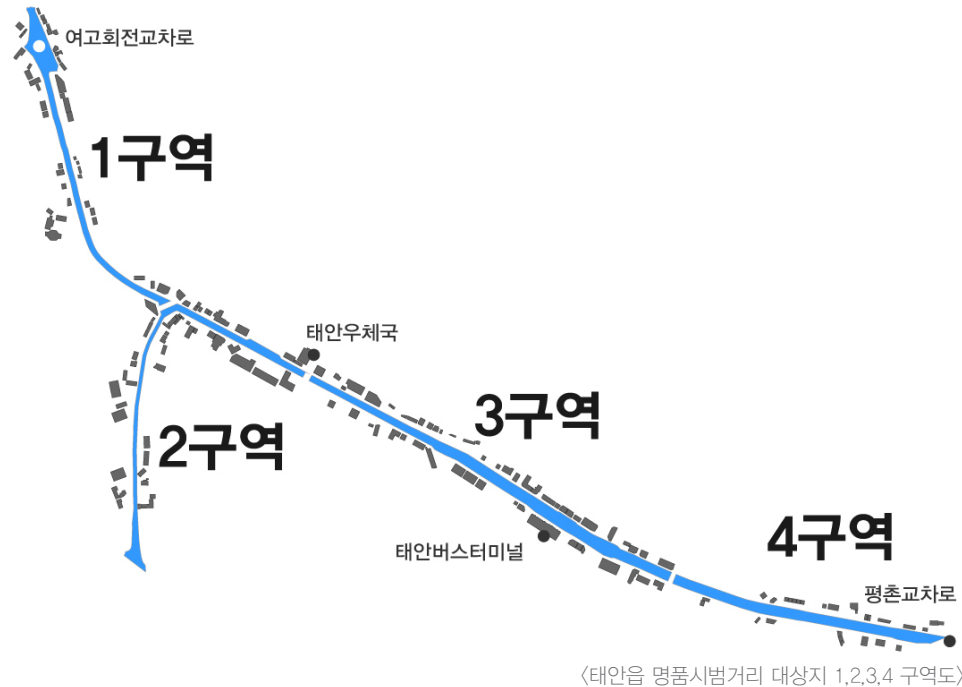 여고회전교차로
1구역
태안우체국
3구역
2구역
4구역
태안버스터미널
평촌교차로
〈태안읍 명품시범거리 대상지 1,2,3,4 구역도〉